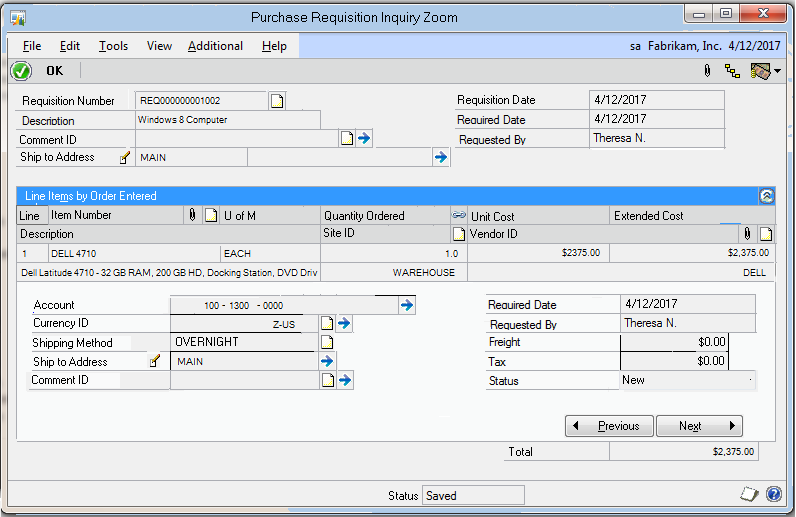 Purchase Requisition Inquiry Zoom
File Edit Tools View Additional Help sa Fabrikam, Inc. 4/12/2017
OK
Requisition Number REQ000000001002 Requisition Date 4/12/2017
Description Windows 8 Computer Required Date 4/12/2017
Comment ID Requested By Theresa N.
Ship to Address MAIN
Line Items by Order Entered
Line Item Number U of M Quantity Ordered Unit Cost Extended Cost
Description Site ID Vendor ID
1 DELL 4710 EACH 1.0 $2375.00 $2,375.00
Dell Latitude 4710 - 32 GB RAM, 200 GB HD, Docking Station, DVD Driv WAREHOUSE DELL
Account 100 - 1300 - 0000 Required Date 4/12/2017
Currency ID Z-US Requested By Theresa N.
Shipping Method OVERNIGHT Freight $0.00
Ship to Address MAIN Tax $0.00
Comment ID Status New
Previous Next
Total $2,375.00
Status Saved